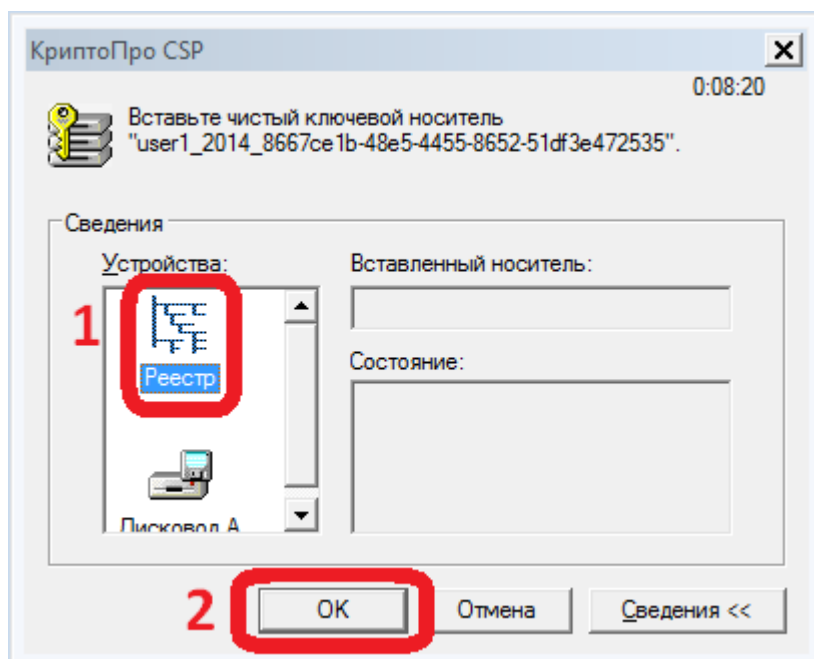 КриптоПро CSP
0:08:20
Вставьте чистый ключевой носитель
"user1_2014_8667ce1b-48e5-4455-8652-51df3e472535".
Сведения
Устройства:
Вставленный носитель:
1
Реестр
Состояние:
Дисковод А
2
OK
Отмена
Сведения <<